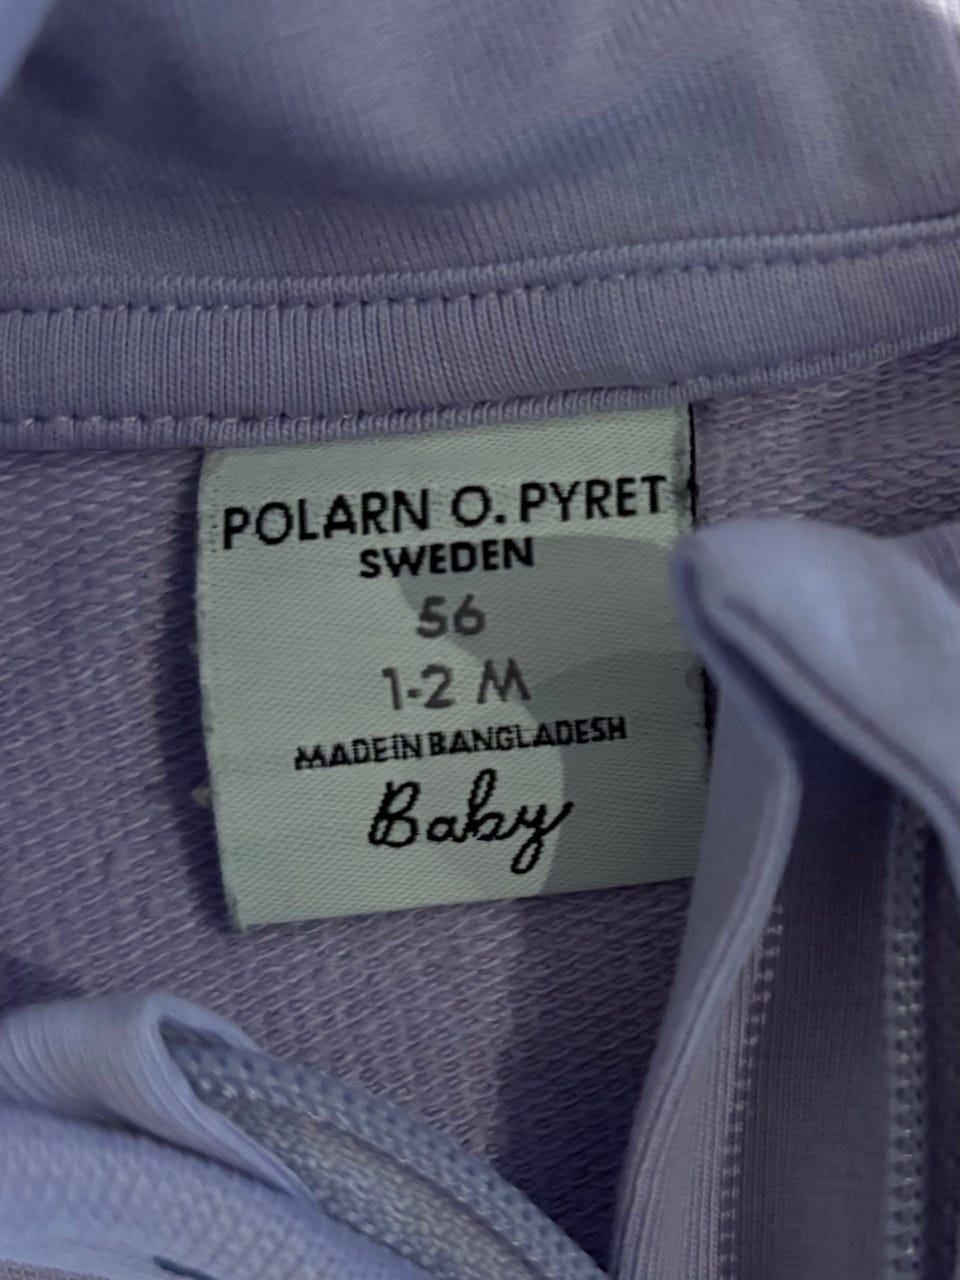 POLARN O. PYRET
SWEDEN
56
1-2 M
MADE IN BANGLADESH
Baby